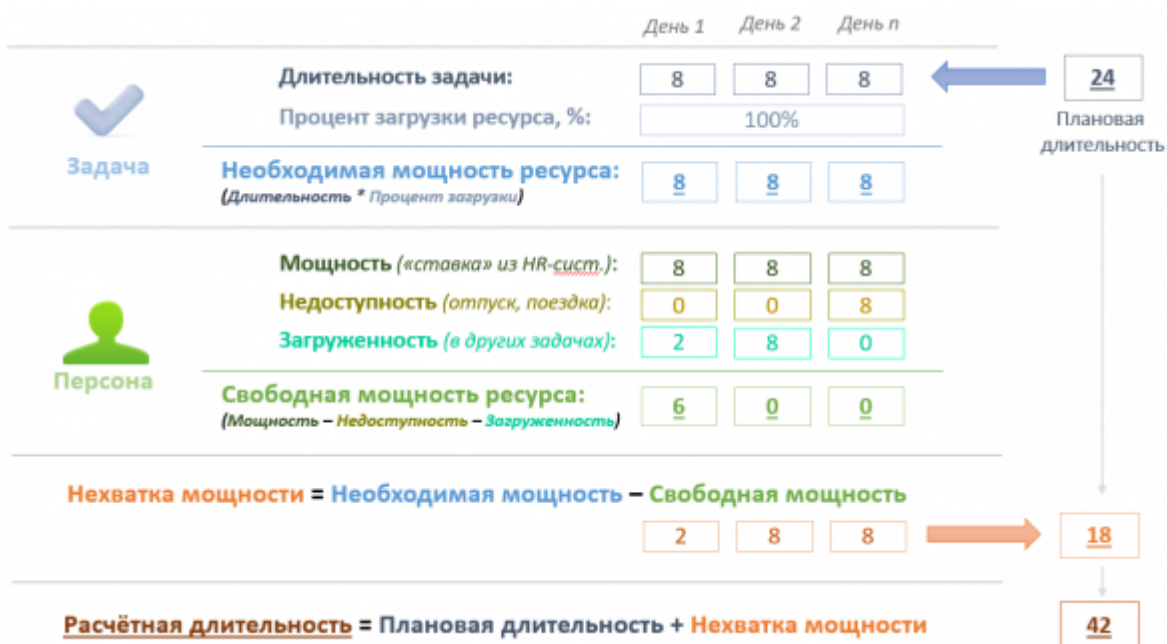 День 1 День 2 День n
Длительность задачи: 8 8 8 24
Процент загрузки ресурса, %: 100% Плановая
длительность
Задача
Необходимая мощность ресурса: 8 8 8
(Длительность * Процент загрузки)
Мощность («ставка» из HR-сист.): 8 8 8
Недоступность (отпуск, поездка): 0 0 8
Загруженность (в других задачах): 2 8 0
Персона
Свободная мощность ресурса: 6 0 0
(Мощность – Недоступность – Загруженность)
Нехватка мощности = Необходимая мощность – Свободная мощность
2 8 8 18
Расчётная длительность = Плановая длительность + Нехватка мощности 42